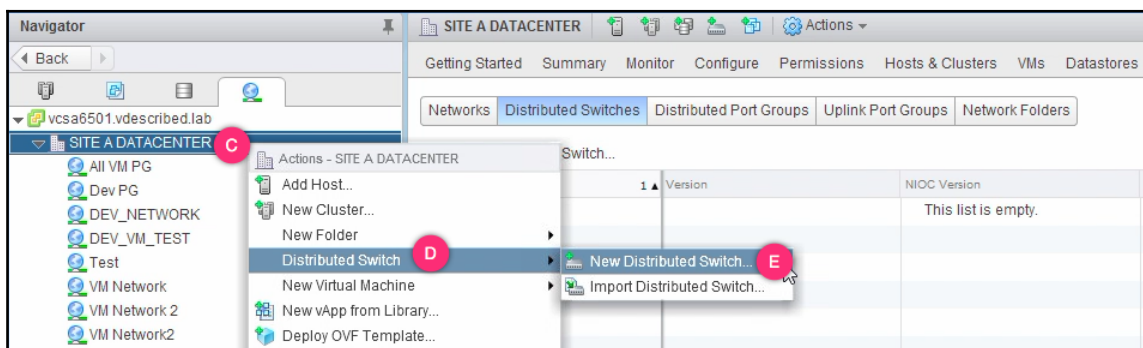 Navigator
SITE A DATACENTER
Actions
Back
Getting Started Summary Monitor Configure Permissions Hosts & Clusters VMs Datastores
Networks Distributed Switches Distributed Port Groups Uplink Port Groups Network Folders
vcsa6501.vdescribed.lab
SITE A DATACENTER
C
All VM PG
Dev PG
DEV_NETWORK
DEV_VM_TEST
Test
VM Network
VM Network 2
VM Network2
Actions - SITE A DATACENTER
Add Host...
New Cluster...
New Folder
Distributed Switch
D
New Virtual Machine
New vApp from Library...
Deploy OVF Template...
New Distributed Switch...
E
Import Distributed Switch...
Switch...
1 Version NIOC Version
This list is empty.